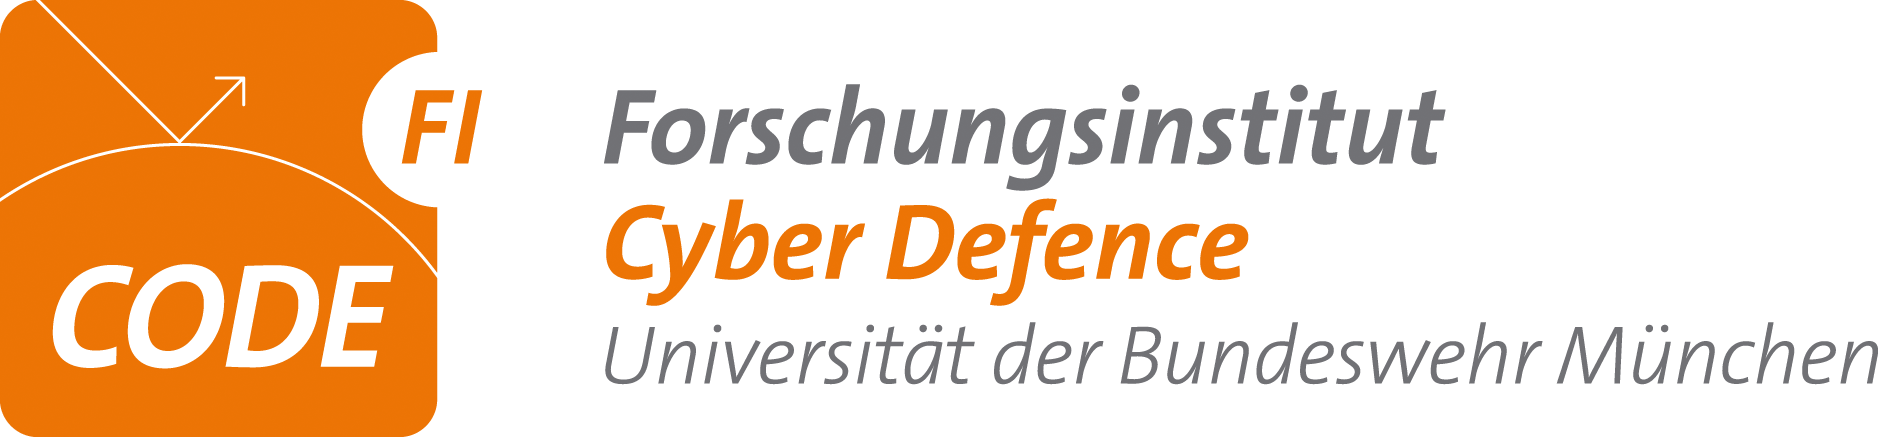 FI
CODE
Forschungsinstitut
Cyber Defence
Universität der Bundeswehr München